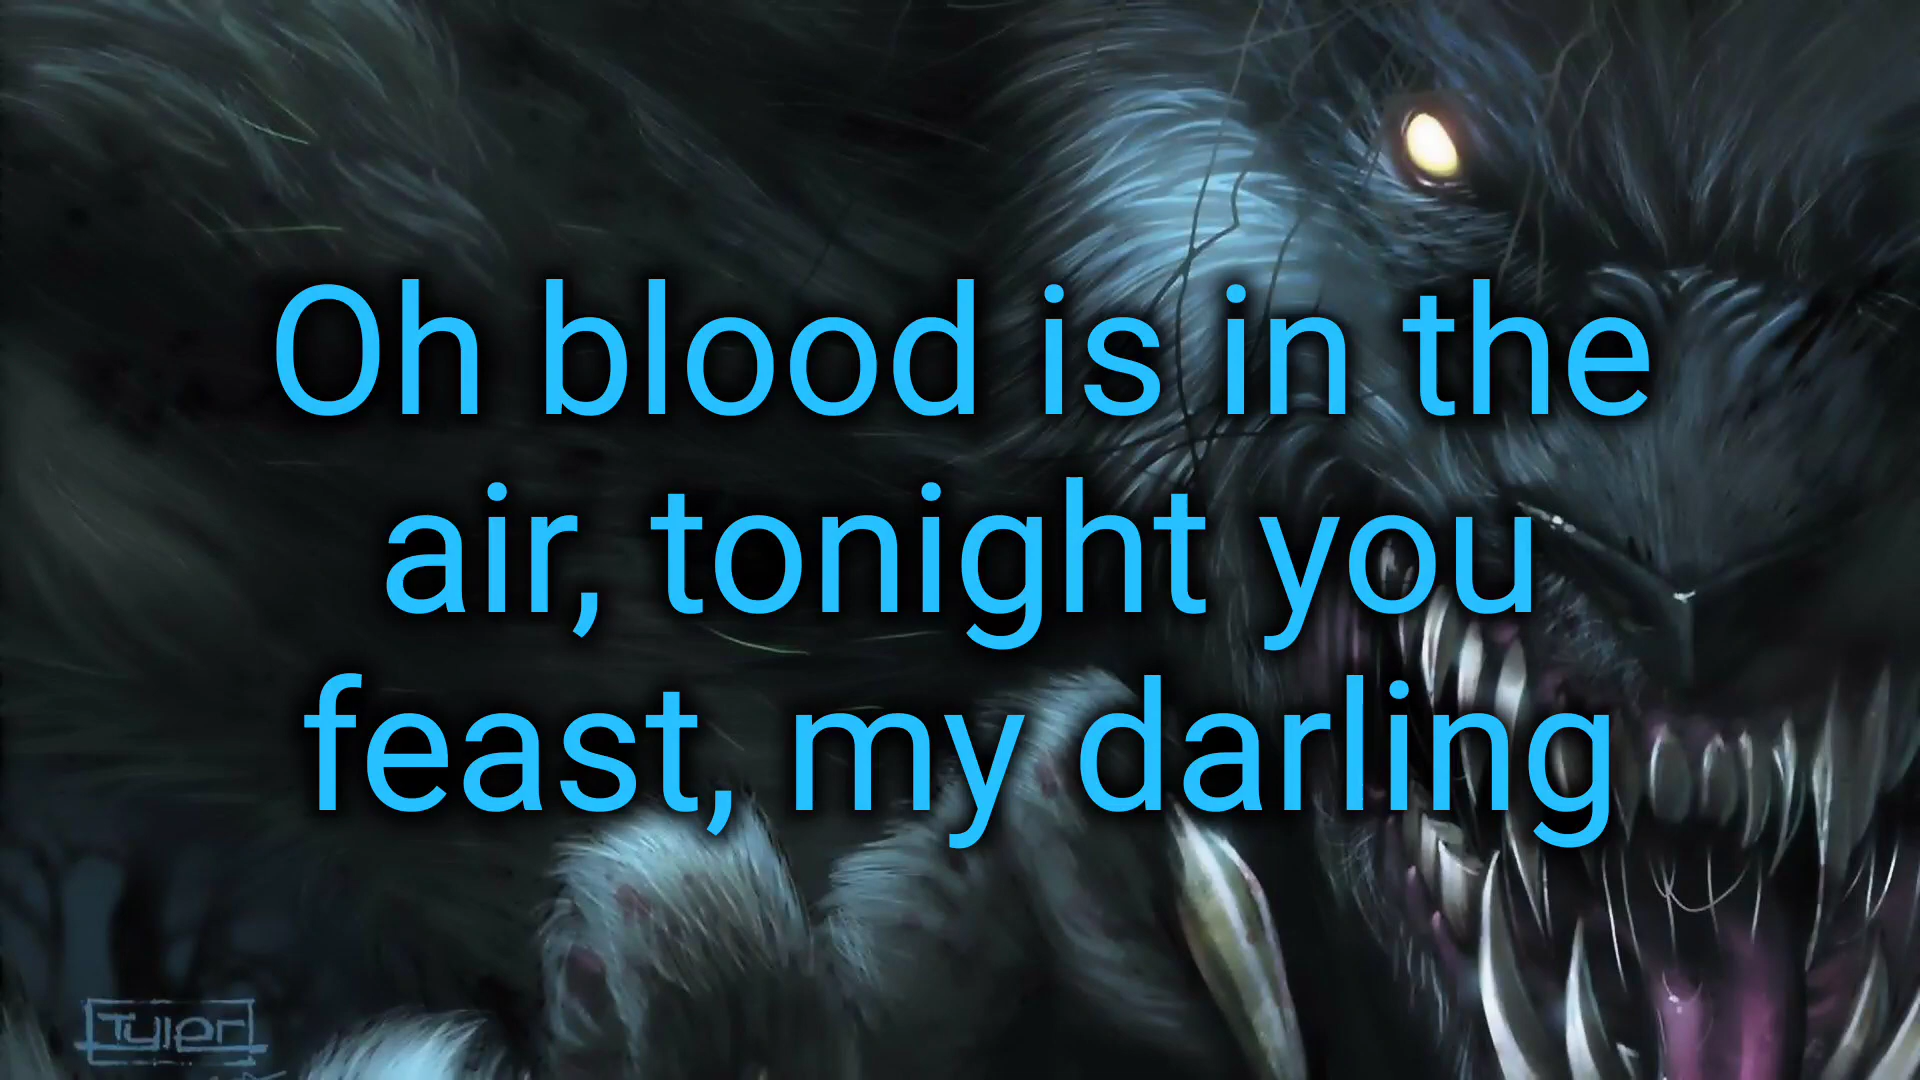 Oh blood is in the
air, tonight you
feast, my darling
Tyler